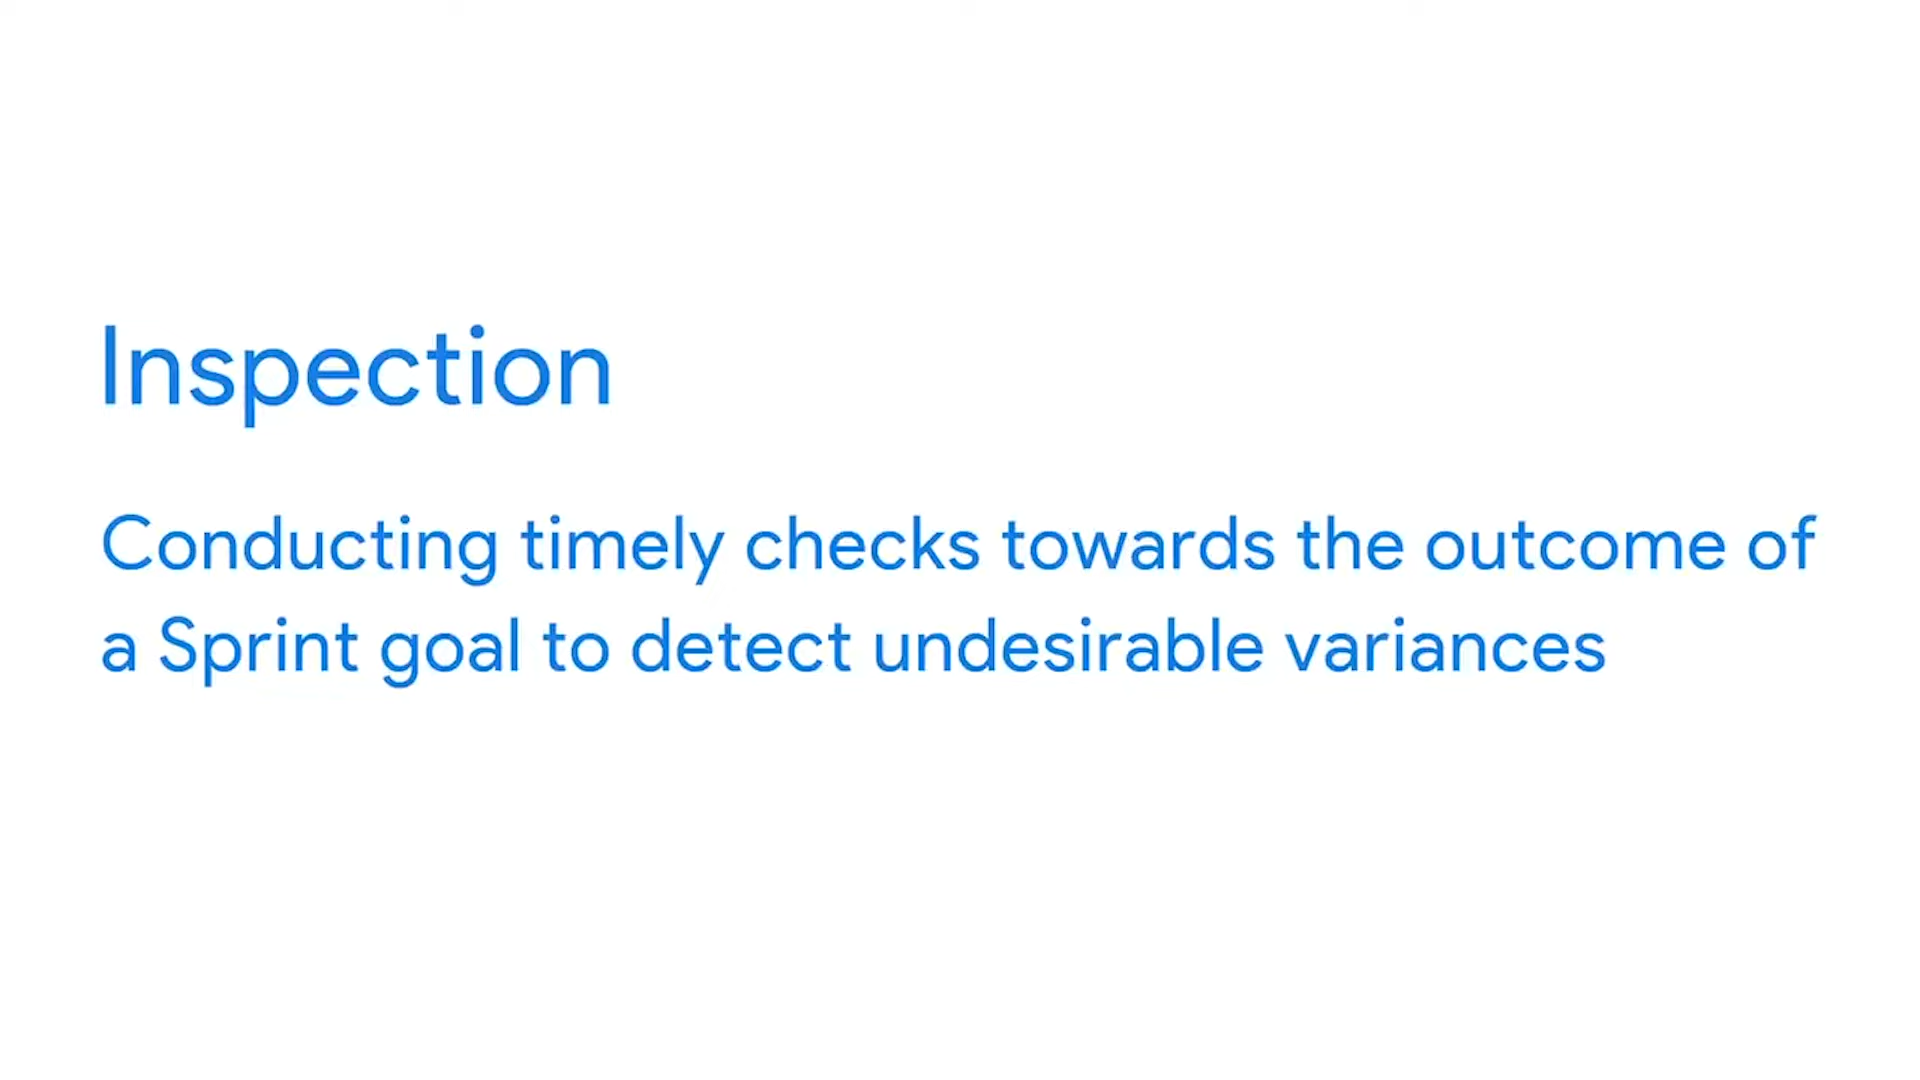 Inspection
Conducting timely checks towards the outcome of
a Sprint goal to detect undesirable variances